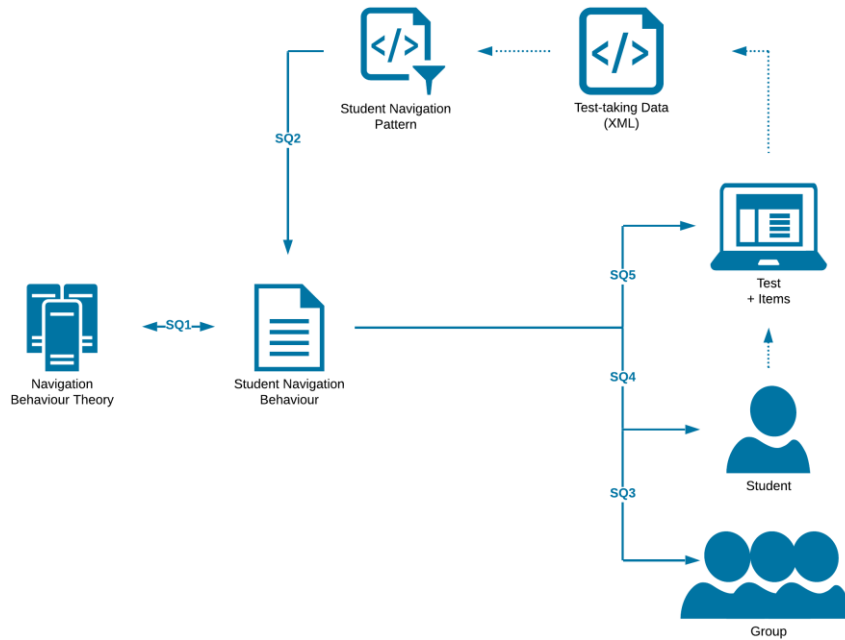 </>
</>
Student Navigation
Pattern
Test-taking Data
(XML)
SQ2
SQ5
Test
+ Items
SQ1
Navigation
Behaviour Theory
Student Navigation
Behaviour
SQ4
Student
SQ3
Group